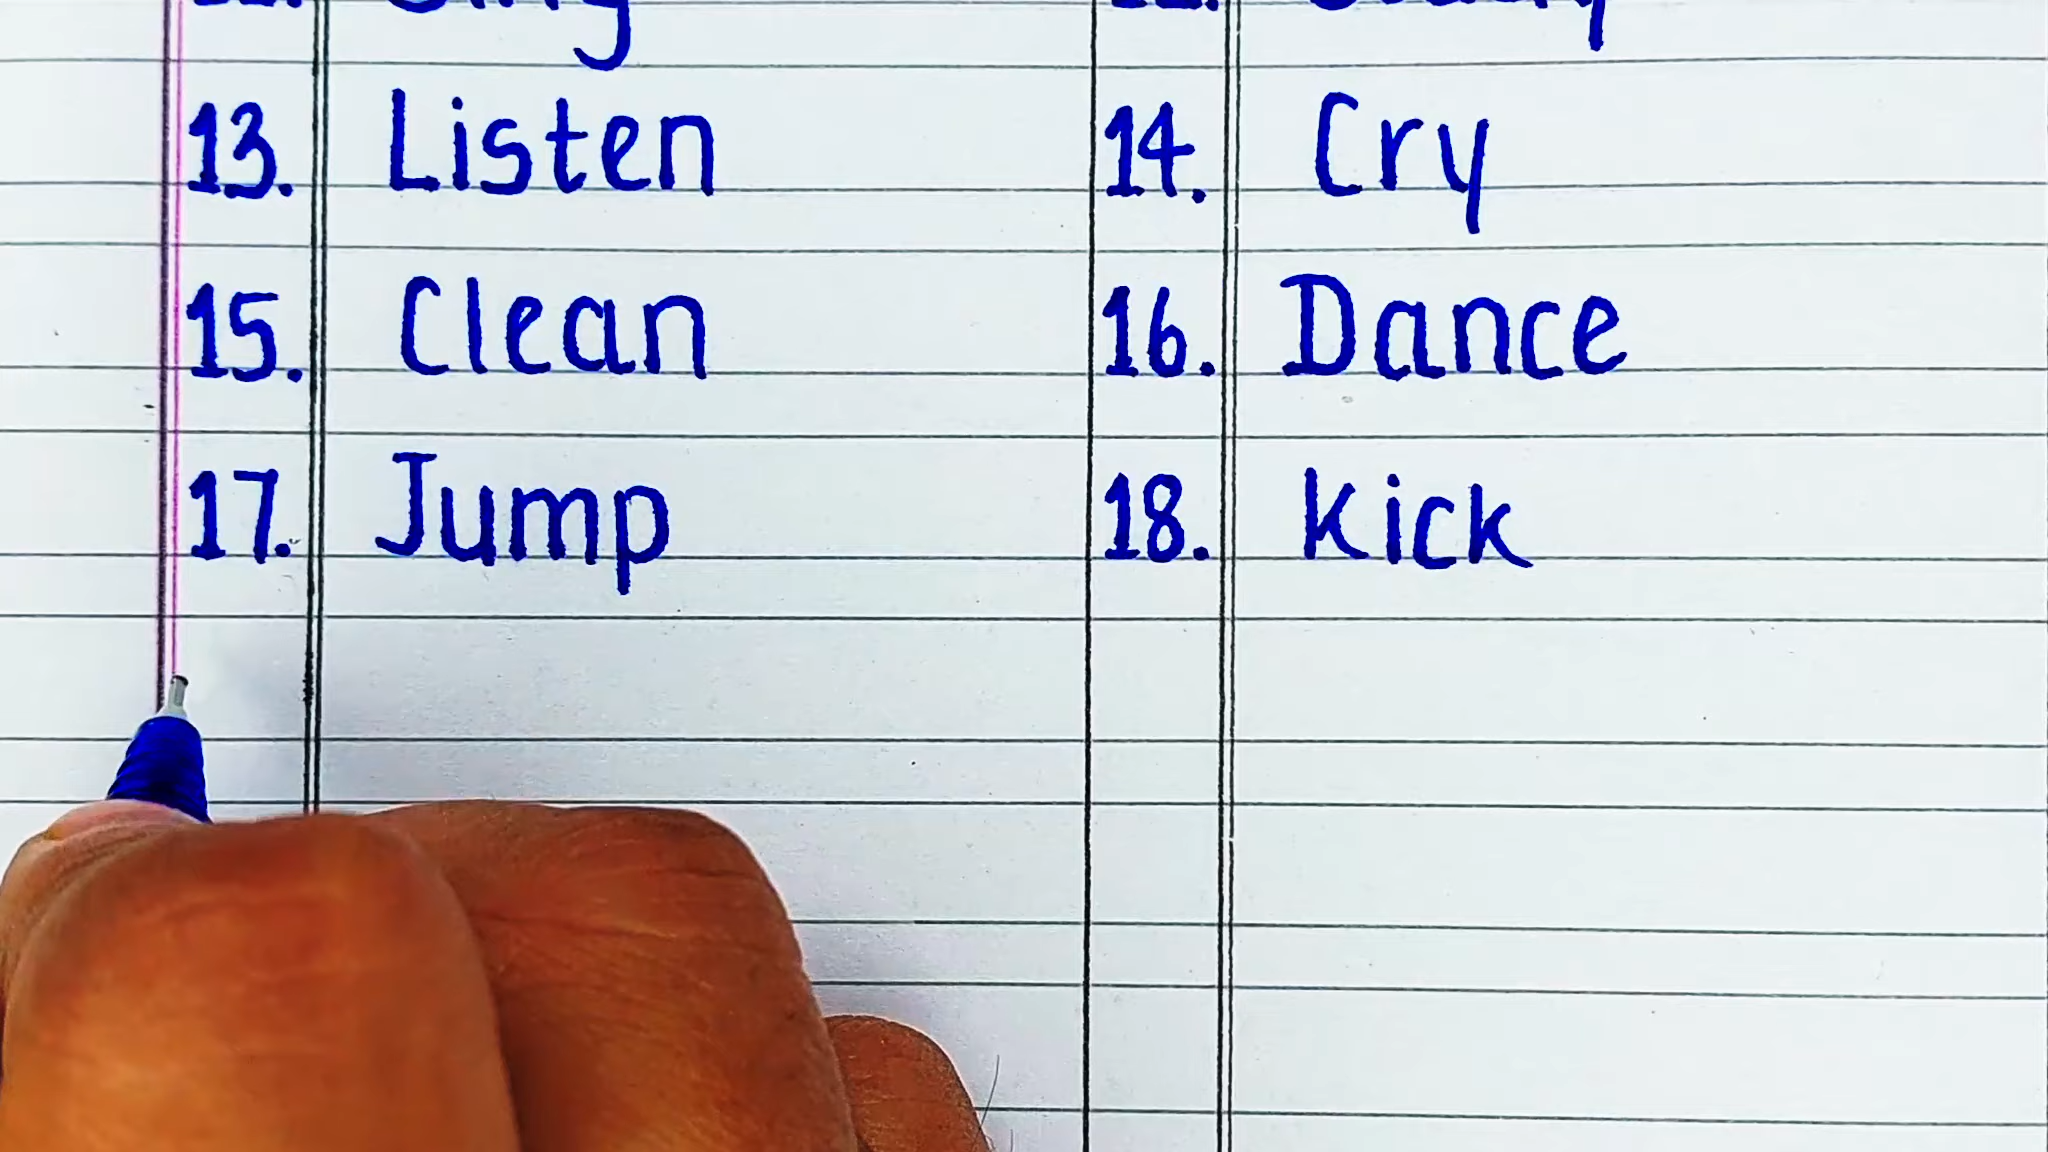 13. Listen 14. Cry
15. Clean 16. Dance
17. Jump 18. Kick